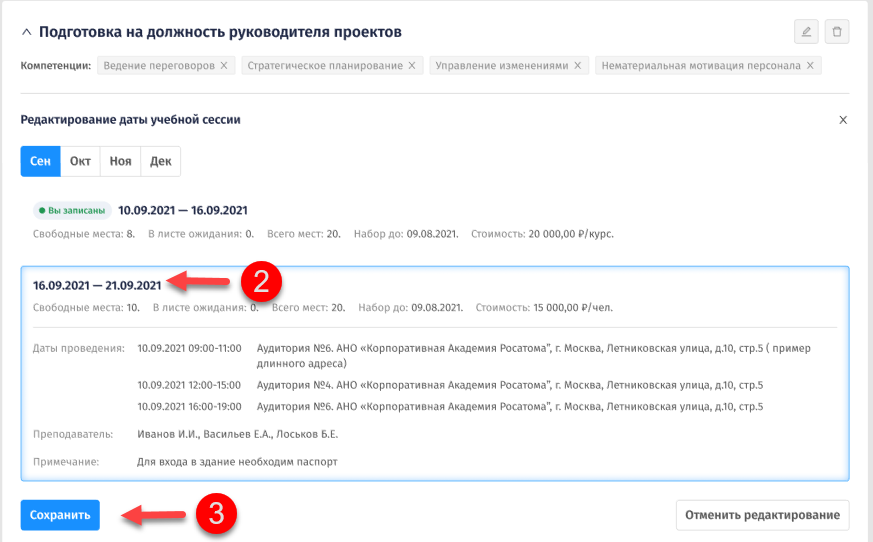 Подготовка на должность руководителя проектов
Компетенции: Ведение переговоров X Стратегическое планирование X Управление изменениями X Нематериальная мотивация персонала X
Редактирование даты учебной сессии X
Сен Окт Ноя Дек
Вы записаны 10.09.2021 — 16.09.2021
Свободные места: 8. В листе ожидания: 0. Всего мест: 20. Набор до: 09.08.2021. Стоимость: 20 000,00 ₽/курс.
16.09.2021 — 21.09.2021 2
Свободные места: 10. В листе ожидания: 0. Всего мест: 20. Набор до: 09.08.2021. Стоимость: 15 000,00 ₽/чел.
Даты проведения: 10.09.2021 09:00-11:00 Аудитория №6. АНО «Корпоративная Академия Росатома", г. Москва, Летниковская улица, д.10, стр.5 ( пример
длинного адреса)
10.09.2021 12:00-15:00 Аудитория №4. АНО «Корпоративная Академия Росатома", г. Москва, Летниковская улица, д.10, стр.5
10.09.2021 16:00-19:00 Аудитория №6. АНО «Корпоративная Академия Росатома", г. Москва, Летниковская улица, д.10, стр.5
Преподаватель: Иванов И.И., Васильев Е.А., Лоськов Б.Е.
Примечание: Для входа в здание необходим паспорт
Сохранить 3 Отменить редактирование